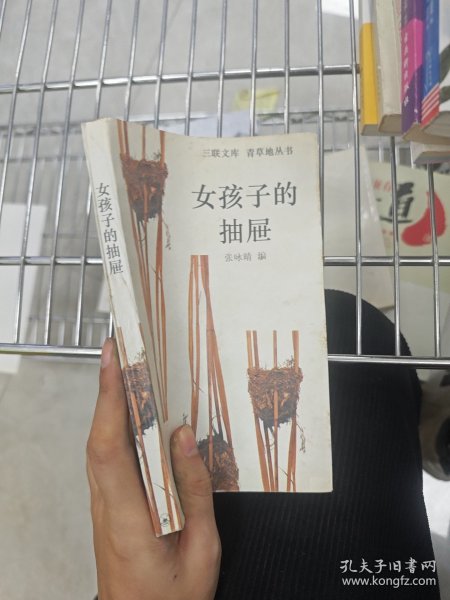 三联文库 青草地丛书
女孩子的
抽屉
张咏晴 编
女孩子的抽屉
道
孔夫子旧书网
www.kongfz.com